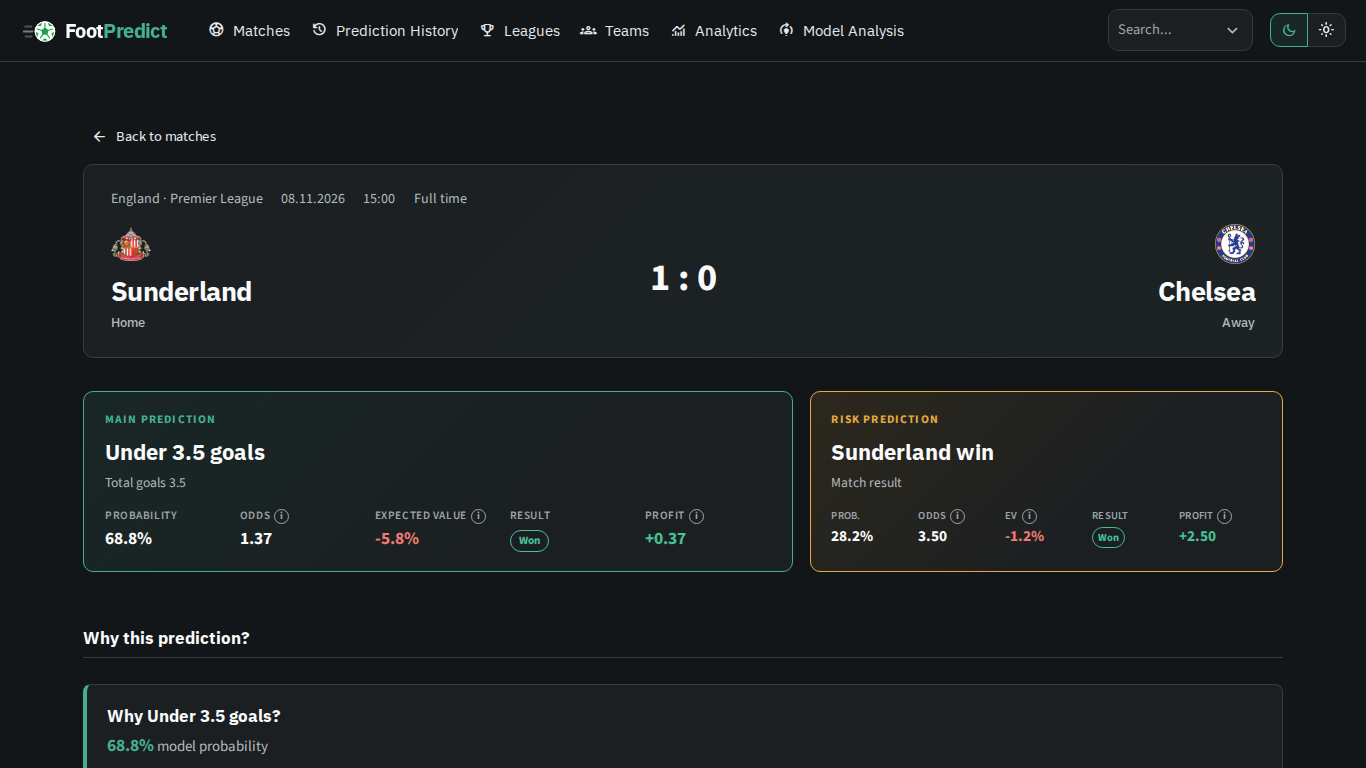 FootPredict Matches Prediction History Leagues Teams Analytics Model Analysis Search...
Back to matches
England · Premier League 08.11.2026 15:00 Full time
Sunderland 1 : 0 Chelsea
Home Away
MAIN PREDICTION
Under 3.5 goals
Total goals 3.5
PROBABILITY ODDS i EXPECTED VALUE i RESULT PROFIT i
68.8% 1.37 -5.8% Won +0.37
RISK PREDICTION
Sunderland win
Match result
PROB. ODDS i EV i RESULT PROFIT i
28.2% 3.50 -1.2% Won +2.50
Why this prediction?
Why Under 3.5 goals?
68.8% model probability